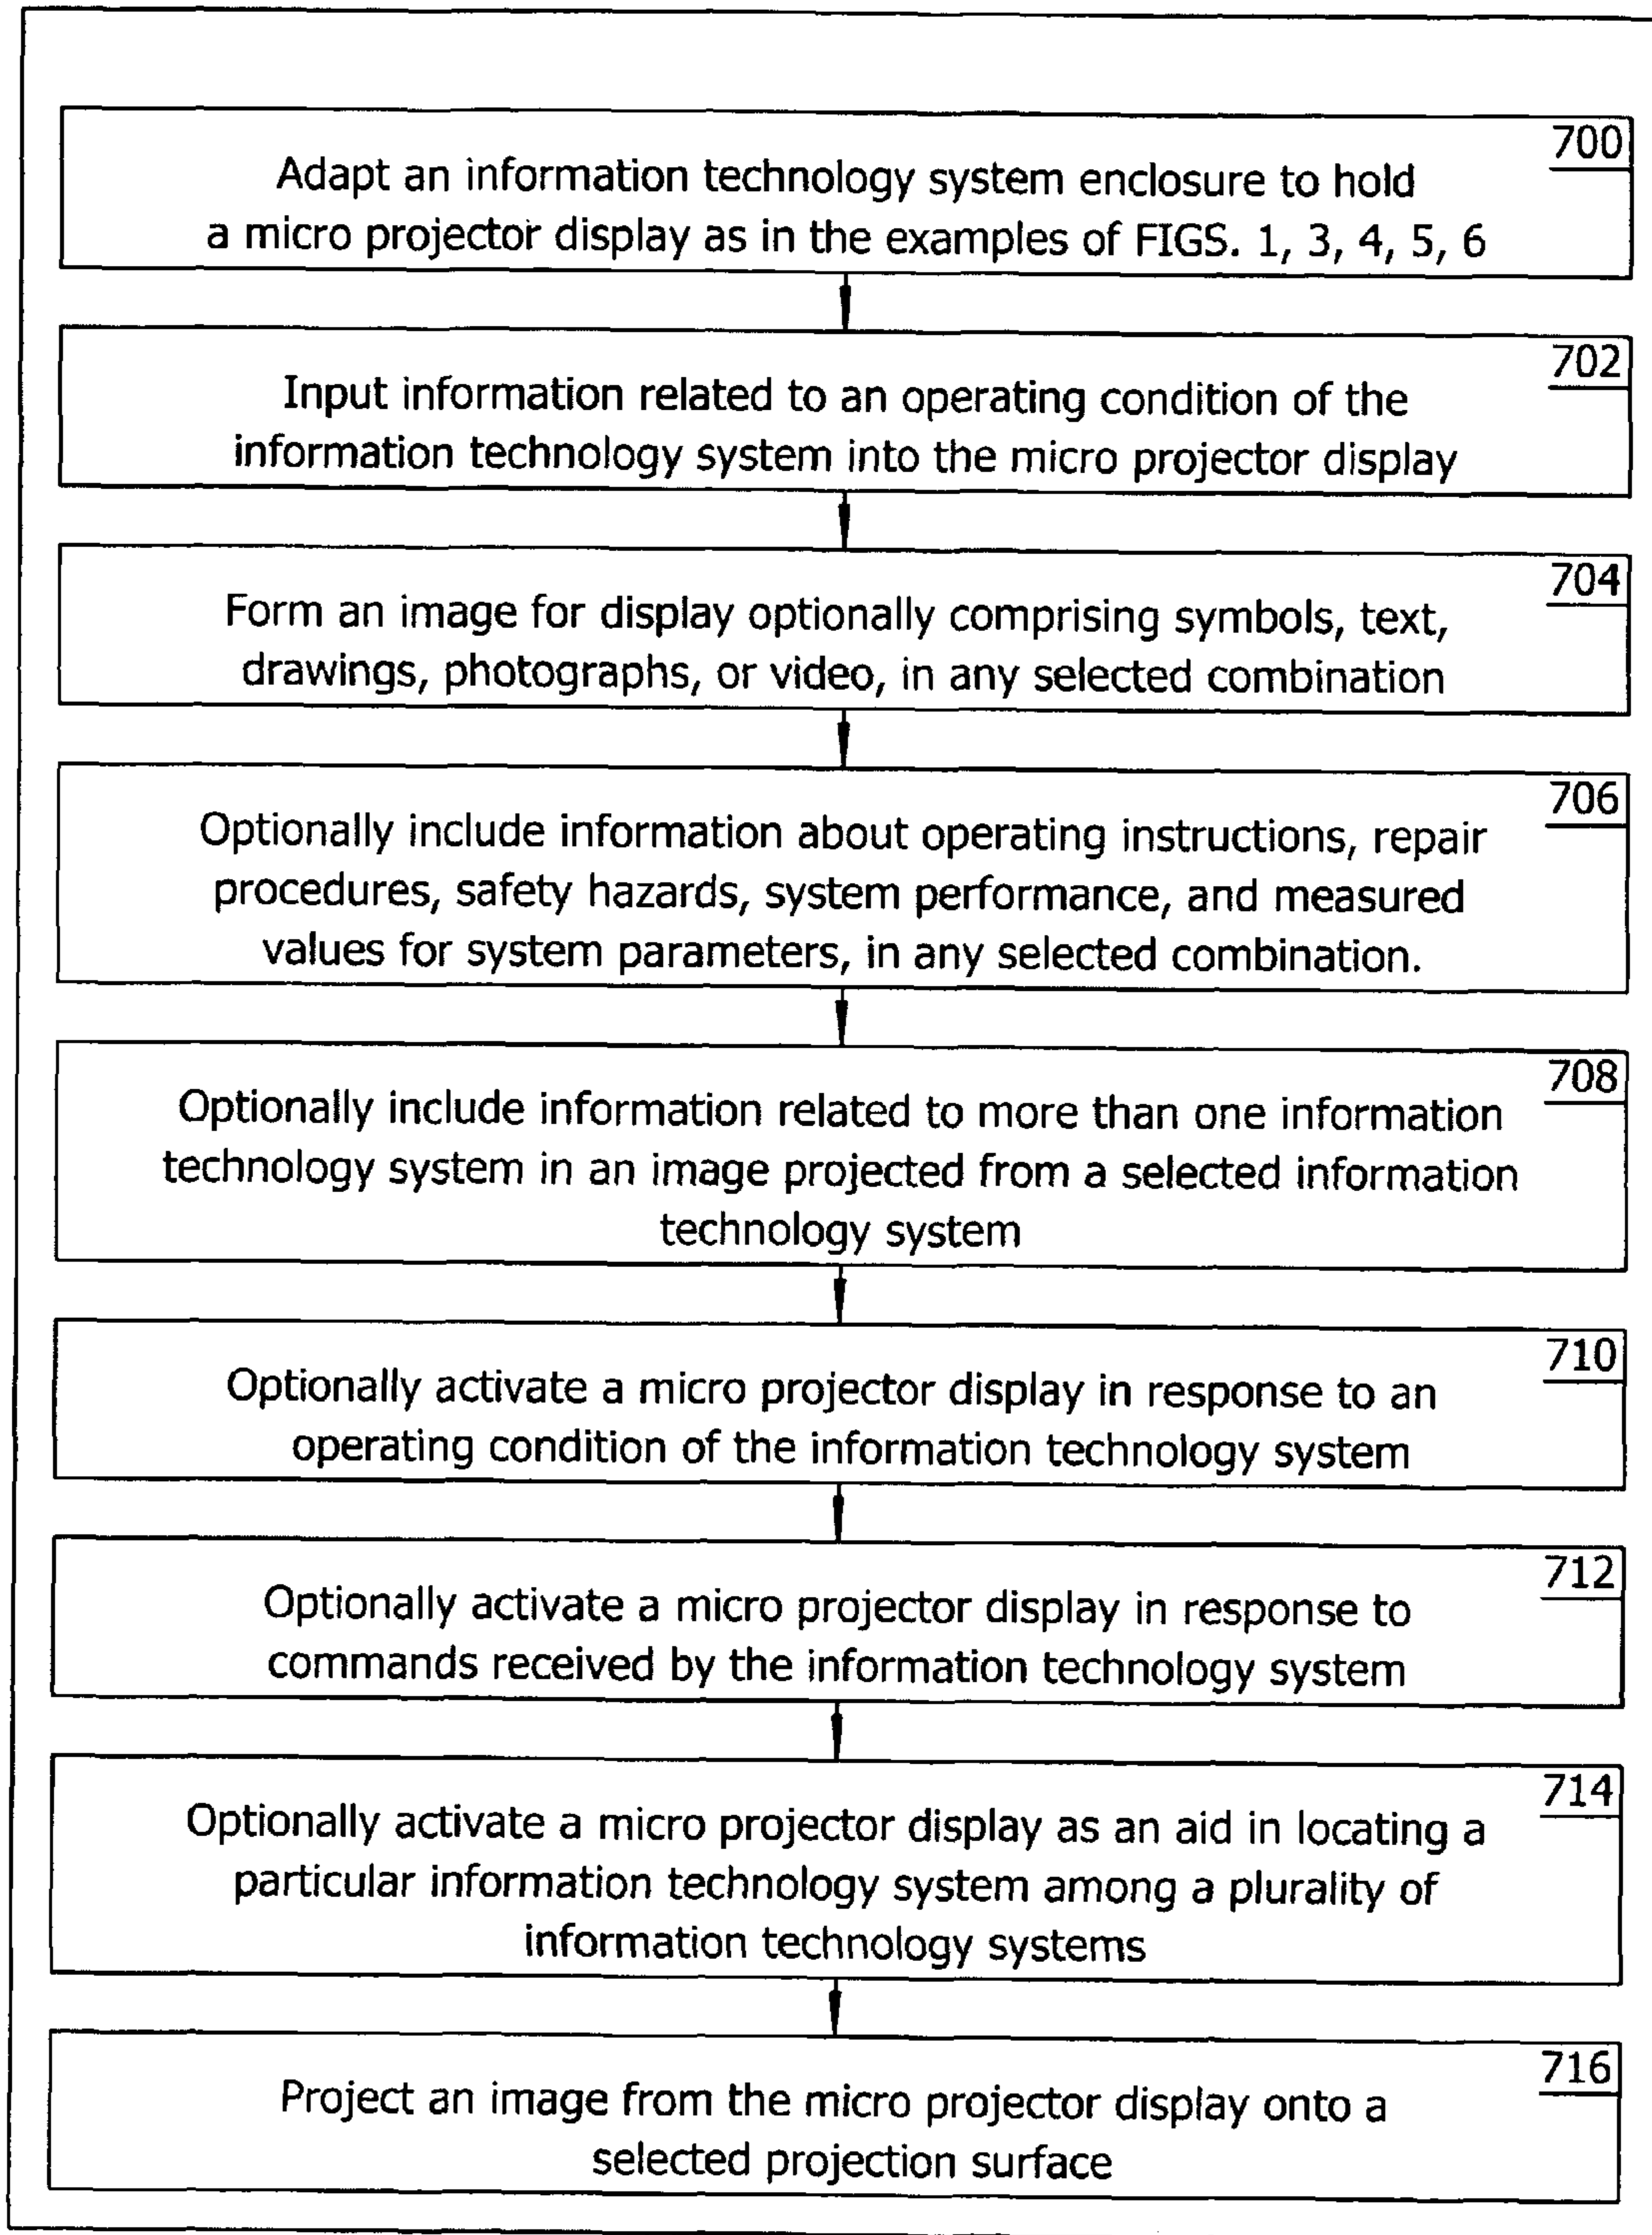 700
Adapt an information technology system enclosure to hold
a micro projector display as in the examples of FIGS. 1, 3, 4, 5, 6
702
Input information related to an operating condition of the
information technology system into the micro projector display
704
Form an image for display optionally comprising symbols, text,
drawings, photographs, or video, in any selected combination
706
Optionally include information about operating instructions, repair
procedures, safety hazards, system performance, and measured
values for system parameters, in any selected combination.
708
Optionally include information related to more than one information
technology system in an image projected from a selected information
technology system
710
Optionally activate a micro projector display in response to an
operating condition of the information technology system
712
Optionally activate a micro projector display in response to
commands received by the information technology system
714
Optionally activate a micro projector display as an aid in locating a
particular information technology system among a plurality of
information technology systems
716
Project an image from the micro projector display onto a
selected projection surface